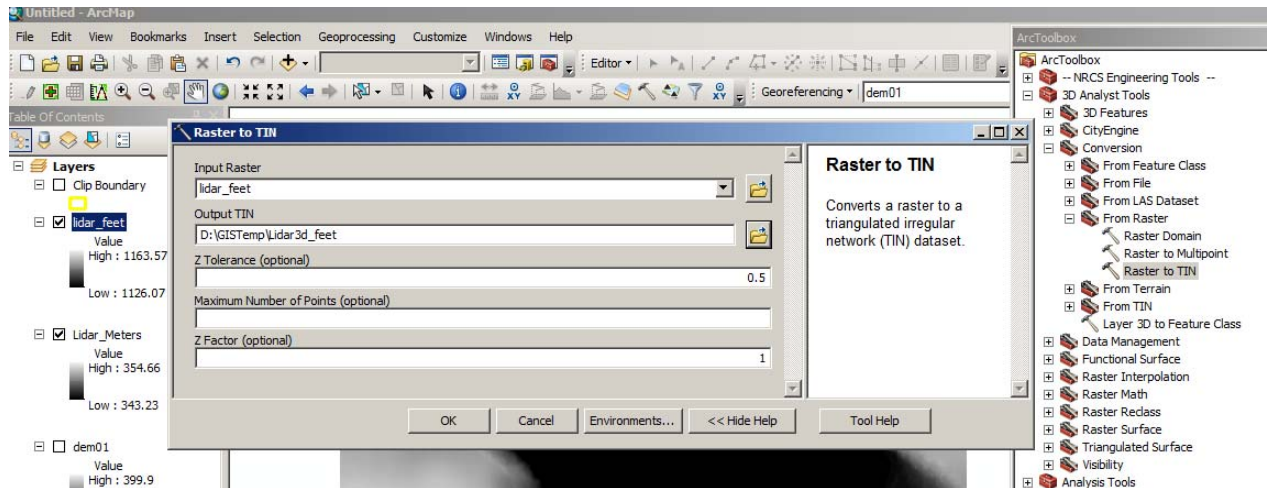 Untitled - ArcMap
File Edit View Bookmarks Insert Selection Geoprocessing Customize Windows Help
Editor
Georeferencing dem01
Table Of Contents
Layers
Clip Boundary
lidar_feet
Value
High : 1163.57
Low : 1126.07
Lidar_Meters
Value
High : 354.66
Low : 343.23
dem01
Value
High : 399.9
Raster to TIN
Input Raster
lidar_feet
Output TIN
D:\GISTemp\Lidar3d_feet
Z Tolerance (optional)
0.5
Maximum Number of Points (optional)
Z Factor (optional)
1
OK Cancel Environments... << Hide Help Tool Help
Raster to TIN
Converts a raster to a
triangulated irregular
network (TIN) dataset.
ArcToolbox
ArcToolbox
-- NRCS Engineering Tools --
3D Analyst Tools
3D Features
CityEngine
Conversion
From Feature Class
From File
From LAS Dataset
From Raster
Raster Domain
Raster to Multipoint
Raster to TIN
From Terrain
From TIN
Layer 3D to Feature Class
Data Management
Functional Surface
Raster Interpolation
Raster Math
Raster Reclass
Raster Surface
Triangulated Surface
Visibility
Analysis Tools